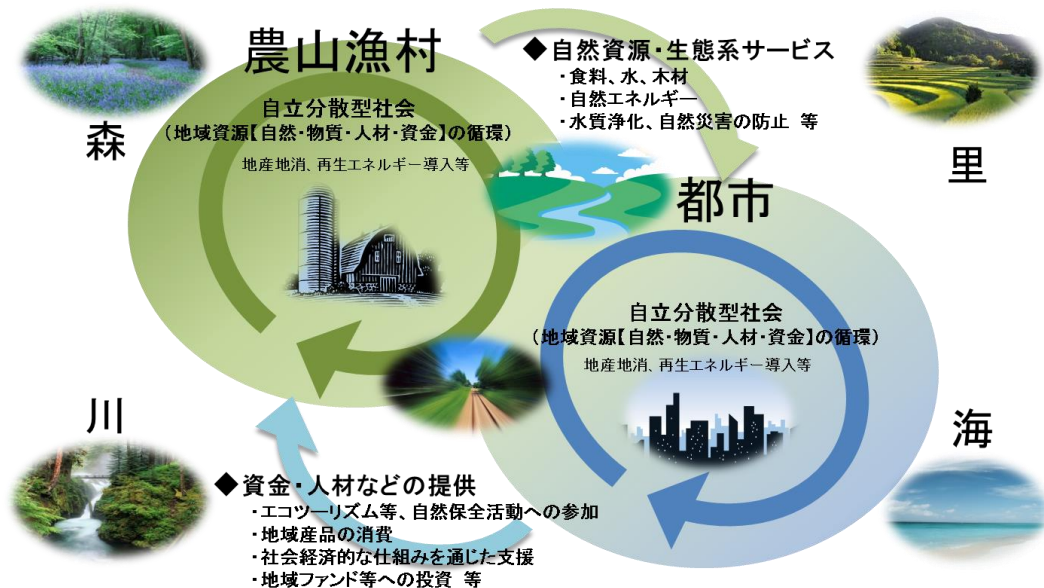 農山漁村
◆自然資源・生態系サービス
・食料、水、木材
・自然エネルギー
・水質浄化、自然災害の防止 等
森
自立分散型社会
（地域資源【自然・物質・人材・資金】の循環）
地産地消、再生エネルギー導入等
里
都市
自立分散型社会
（地域資源【自然・物質・人材・資金】の循環）
地産地消、再生エネルギー導入等
川
海
◆資金・人材などの提供
・エコツーリズム等、自然保全活動への参加
・地域産品の消費
・社会経済的な仕組みを通じた支援
・地域ファンド等への投資 等